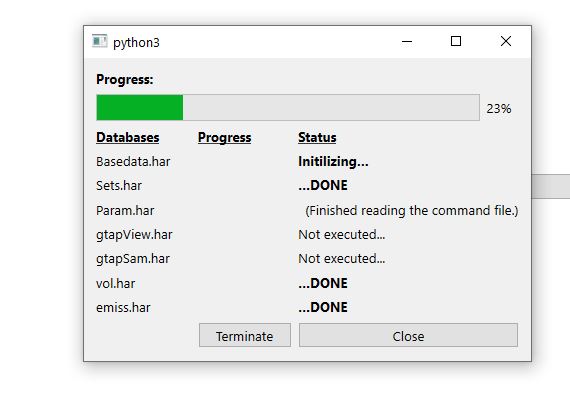 python3
Progress:
23%
Databases Progress Status
Basedata.har Initilizing...
Sets.har ...DONE
Param.har (Finished reading the command file.)
gtapView.har Not executed...
gtapSam.har Not executed...
vol.har ...DONE
emiss.har ...DONE
Terminate Close